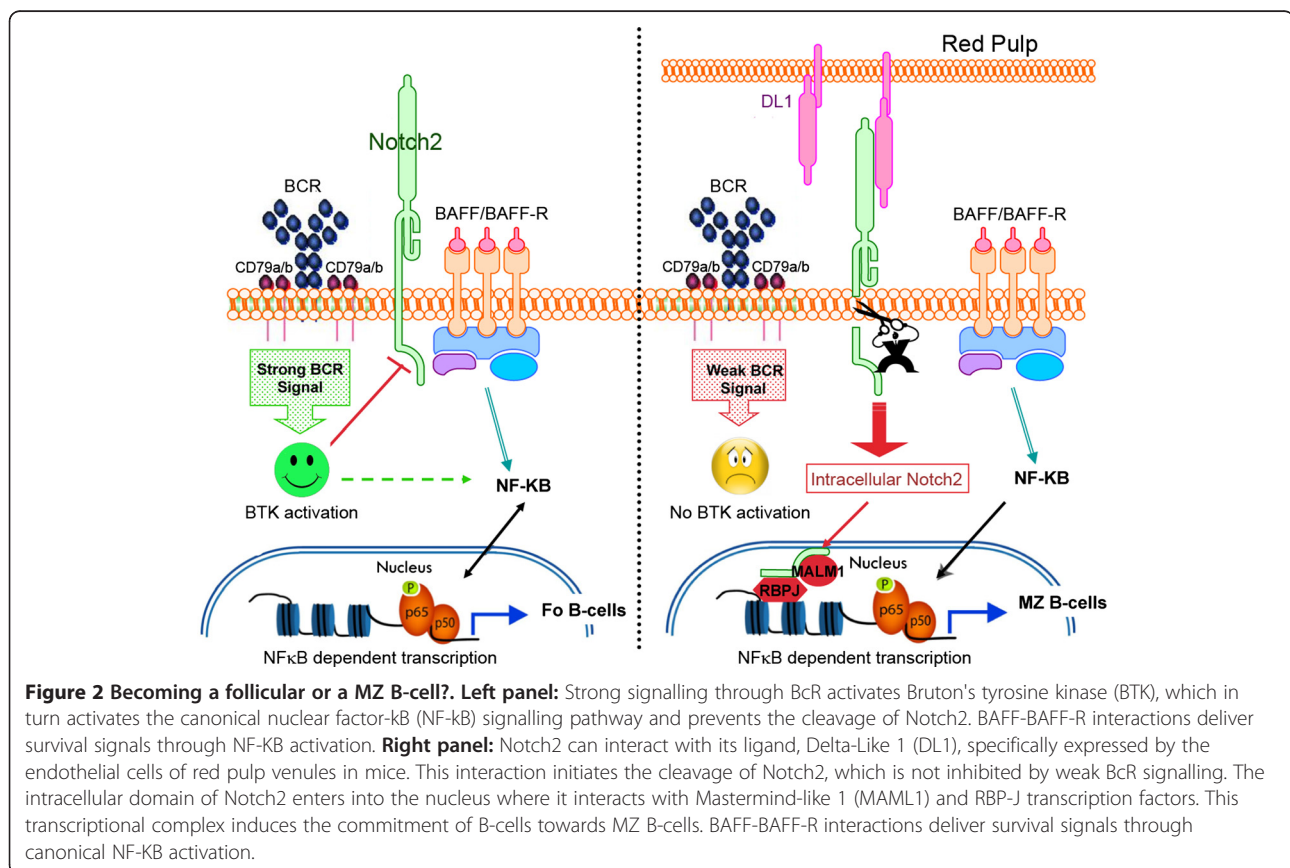 Red Pulp
DL1
Notch2
BCR
BAFF/BAFF-R
CD79a/b
CD79a/b
Strong BCR
Signal
BTK activation
NF-KB
Nucleus
P
p65
p50
Fo B-cells
NFκB dependent transcription
BCR
BAFF/BAFF-R
CD79a/b
CD79a/b
Weak BCR
Signal
No BTK activation
Intracellular Notch2
NF-KB
MALM1
RBPJ
Nucleus
P
p65
p50
MZ B-cells
NFκB dependent transcription
Figure 2 Becoming a follicular or a MZ B-cell?. Left panel: Strong signalling through BcR activates Bruton's tyrosine kinase (BTK), which in
turn activates the canonical nuclear factor-kB (NF-kB) signalling pathway and prevents the cleavage of Notch2. BAFF-BAFF-R interactions deliver
survival signals through NF-KB activation. Right panel: Notch2 can interact with its ligand, Delta-Like 1 (DL1), specifically expressed by the
endothelial cells of red pulp venules in mice. This interaction initiates the cleavage of Notch2, which is not inhibited by weak BcR signalling. The
intracellular domain of Notch2 enters into the nucleus where it interacts with Mastermind-like 1 (MAML1) and RBP-J transcription factors. This
transcriptional complex induces the commitment of B-cells towards MZ B-cells. BAFF-BAFF-R interactions deliver survival signals through
canonical NF-KB activation.